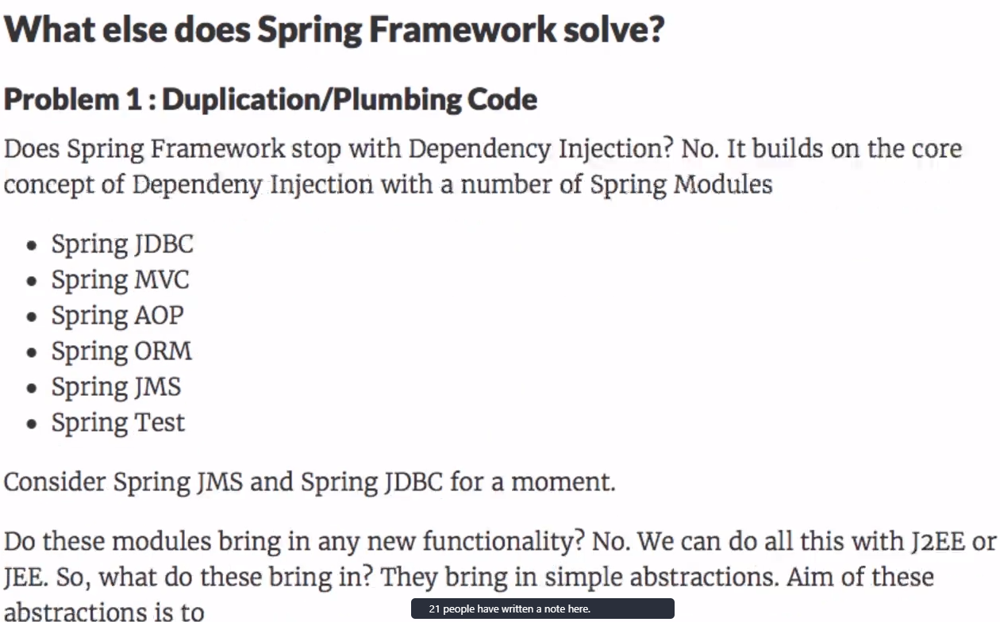 What else does Spring Framework solve?
Problem 1 : Duplication/Plumbing Code
Does Spring Framework stop with Dependency Injection? No. It builds on the core
concept of Dependeny Injection with a number of Spring Modules
• Spring JDBC
• Spring MVC
• Spring AOP
• Spring ORM
• Spring JMS
• Spring Test
Consider Spring JMS and Spring JDBC for a moment.
Do these modules bring in any new functionality? No. We can do all this with J2EE or
JEE. So, what do these bring in? They bring in simple abstractions. Aim of these
abstractions is to
21 people have written a note here.